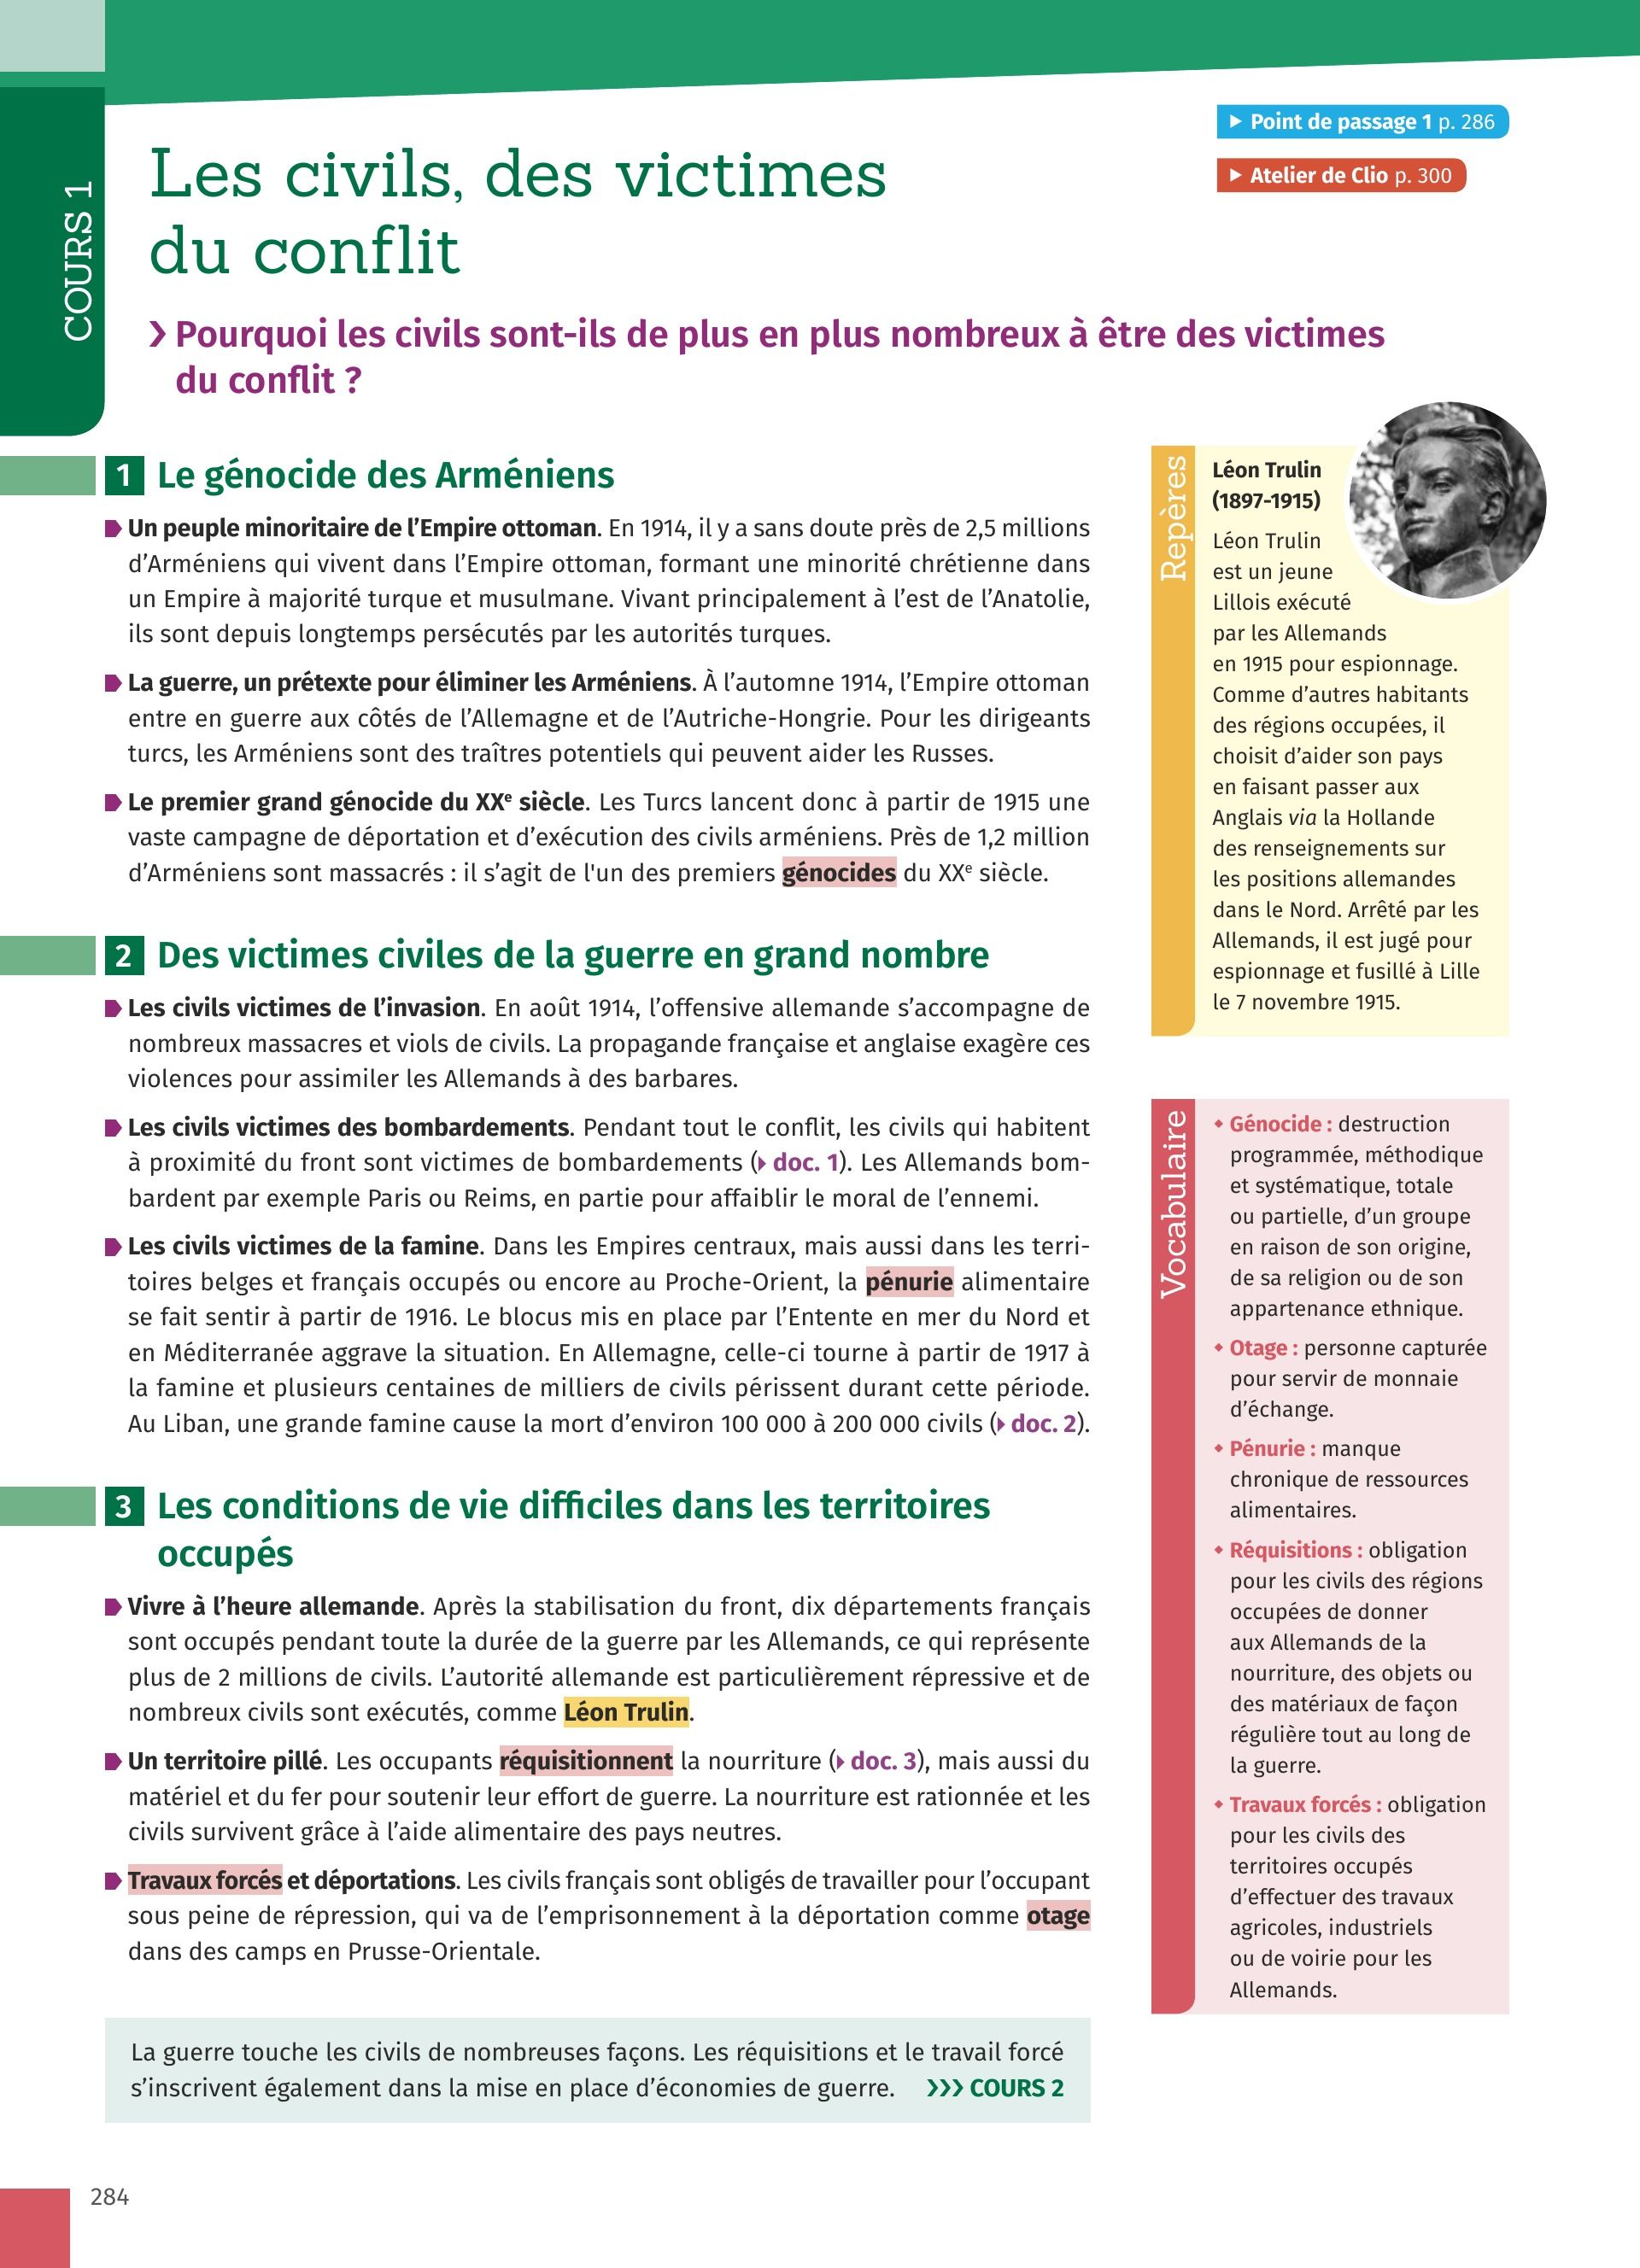 COURS 1
▶ Point de passage 1 p. 286
▶ Atelier de Clio p. 300
Les civils, des victimes
du conflit
❯ Pourquoi les civils sont-ils de plus en plus nombreux à être des victimes
du conflit ?
1 Le génocide des Arméniens
Un peuple minoritaire de l’Empire ottoman. En 1914, il y a sans doute près de 2,5 millions
d’Arméniens qui vivent dans l’Empire ottoman, formant une minorité chrétienne dans
un Empire à majorité turque et musulmane. Vivant principalement à l’est de l’Anatolie,
ils sont depuis longtemps persécutés par les autorités turques.
La guerre, un prétexte pour éliminer les Arméniens. À l’automne 1914, l’Empire ottoman
entre en guerre aux côtés de l’Allemagne et de l’Autriche-Hongrie. Pour les dirigeants
turcs, les Arméniens sont des traîtres potentiels qui peuvent aider les Russes.
Le premier grand génocide du XXe siècle. Les Turcs lancent donc à partir de 1915 une
vaste campagne de déportation et d’exécution des civils arméniens. Près de 1,2 million
d’Arméniens sont massacrés : il s’agit de l'un des premiers génocides du XXe siècle.
2 Des victimes civiles de la guerre en grand nombre
Les civils victimes de l’invasion. En août 1914, l’offensive allemande s’accompagne de
nombreux massacres et viols de civils. La propagande française et anglaise exagère ces
violences pour assimiler les Allemands à des barbares.
Les civils victimes des bombardements. Pendant tout le conflit, les civils qui habitent
à proximité du front sont victimes de bombardements (▶ doc. 1). Les Allemands bom-
bardent par exemple Paris ou Reims, en partie pour affaiblir le moral de l’ennemi.
Les civils victimes de la famine. Dans les Empires centraux, mais aussi dans les terri-
toires belges et français occupés ou encore au Proche-Orient, la pénurie alimentaire
se fait sentir à partir de 1916. Le blocus mis en place par l’Entente en mer du Nord et
en Méditerranée aggrave la situation. En Allemagne, celle-ci tourne à partir de 1917 à
la famine et plusieurs centaines de milliers de civils périssent durant cette période.
Au Liban, une grande famine cause la mort d’environ 100 000 à 200 000 civils (▶ doc. 2).
3 Les conditions de vie difficiles dans les territoires
occupés
Vivre à l’heure allemande. Après la stabilisation du front, dix départements français
sont occupés pendant toute la durée de la guerre par les Allemands, ce qui représente
plus de 2 millions de civils. L’autorité allemande est particulièrement répressive et de
nombreux civils sont exécutés, comme Léon Trulin.
Un territoire pillé. Les occupants réquisitionnent la nourriture (▶ doc. 3), mais aussi du
matériel et du fer pour soutenir leur effort de guerre. La nourriture est rationnée et les
civils survivent grâce à l’aide alimentaire des pays neutres.
Travaux forcés et déportations. Les civils français sont obligés de travailler pour l’occupant
sous peine de répression, qui va de l’emprisonnement à la déportation comme otage
dans des camps en Prusse-Orientale.
La guerre touche les civils de nombreuses façons. Les réquisitions et le travail forcé
s’inscrivent également dans la mise en place d’économies de guerre. ❯❯❯ COURS 2
Repères
Léon Trulin
(1897-1915)
Léon Trulin
est un jeune
Lillois exécuté
par les Allemands
en 1915 pour espionnage.
Comme d’autres habitants
des régions occupées, il
choisit d’aider son pays
en faisant passer aux
Anglais via la Hollande
des renseignements sur
les positions allemandes
dans le Nord. Arrêté par les
Allemands, il est jugé pour
espionnage et fusillé à Lille
le 7 novembre 1915.
Vocabulaire
Génocide : destruction
programmée, méthodique
et systématique, totale
ou partielle, d’un groupe
en raison de son origine,
de sa religion ou de son
appartenance ethnique.
Otage : personne capturée
pour servir de monnaie
d’échange.
Pénurie : manque
chronique de ressources
alimentaires.
Réquisitions : obligation
pour les civils des régions
occupées de donner
aux Allemands de la
nourriture, des objets ou
des matériaux de façon
régulière tout au long de
la guerre.
Travaux forcés : obligation
pour les civils des
territoires occupés
d’effectuer des travaux
agricoles, industriels
ou de voirie pour les
Allemands.
284